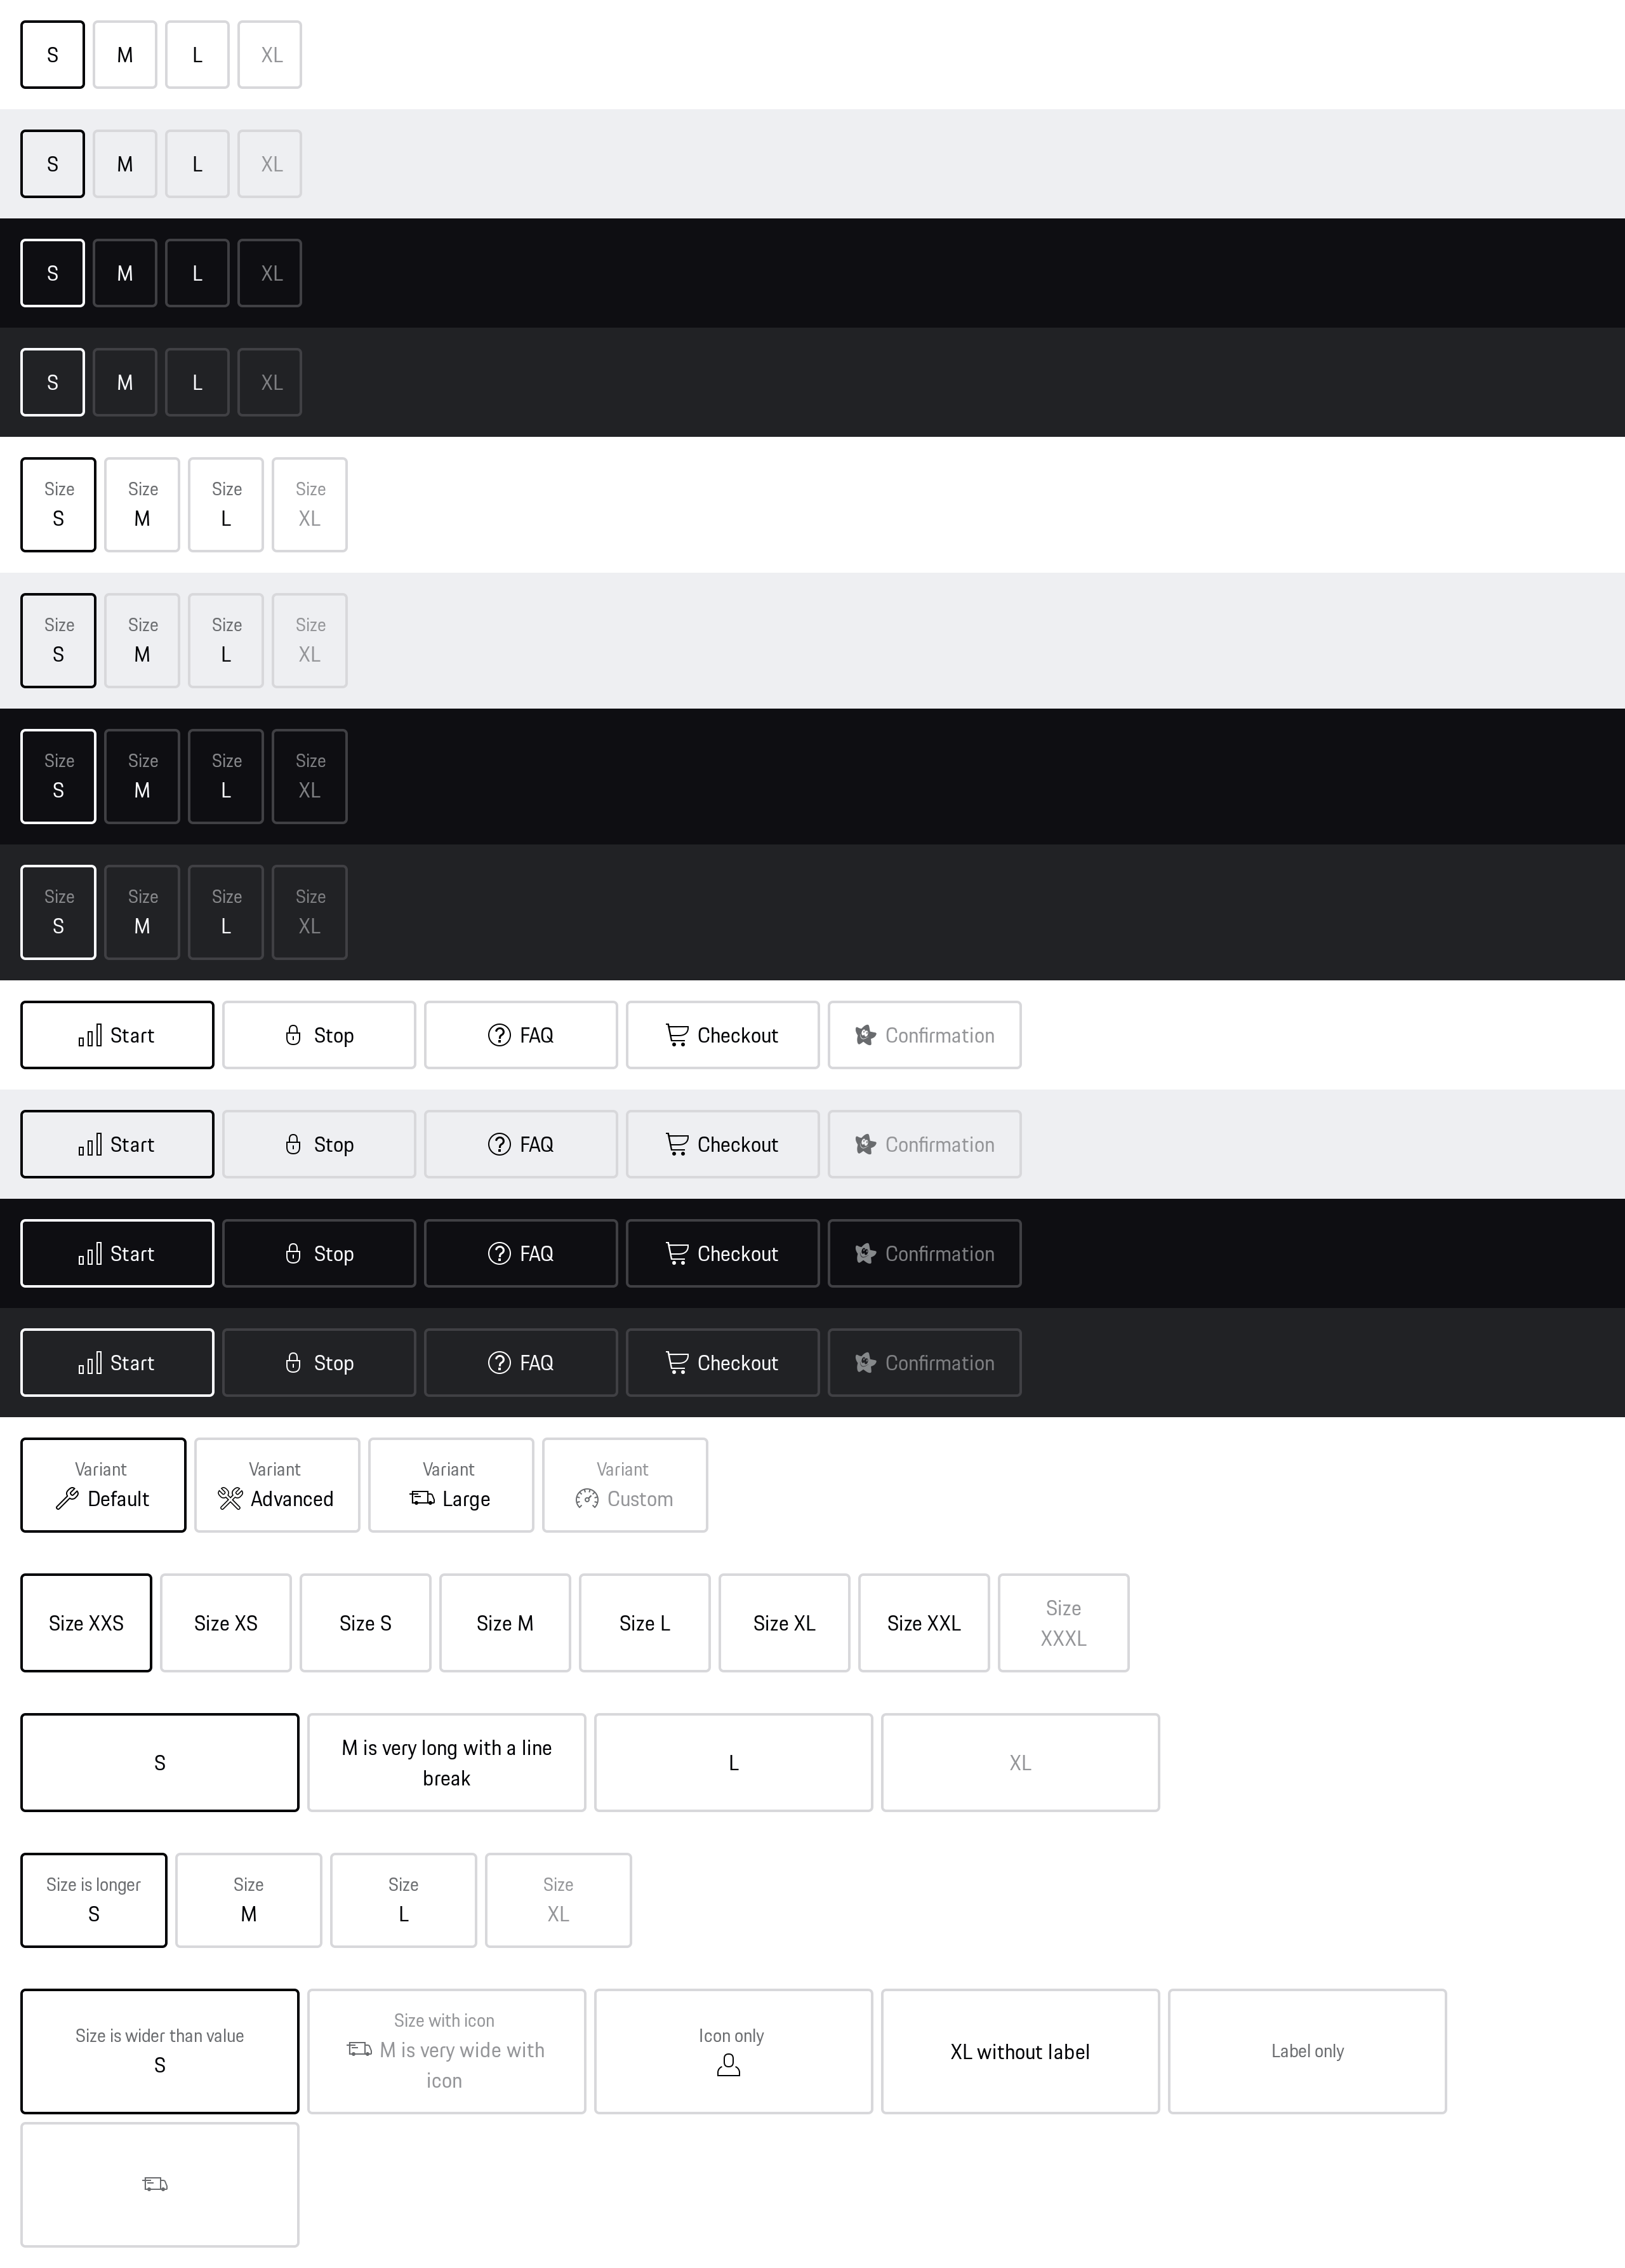 S M L XL
S M L XL
S M L XL
S M L XL
Size Size Size Size
S M L XL
Size Size Size Size
S M L XL
Size Size Size Size
S M L XL
Size Size Size Size
S M L XL
Start Stop FAQ Checkout Confirmation
Start Stop FAQ Checkout Confirmation
Start Stop FAQ Checkout Confirmation
Start Stop FAQ Checkout Confirmation
Variant Variant Variant Variant
Default Advanced Large Custom
Size XXS Size XS Size S Size M Size L Size XL Size XXL Size
XXXL
S M is very long with a line L XL
break
Size is longer Size Size Size
S M L XL
Size is wider than value
S
Size with icon
M is very wide with
icon
Icon only
XL without label
Label only